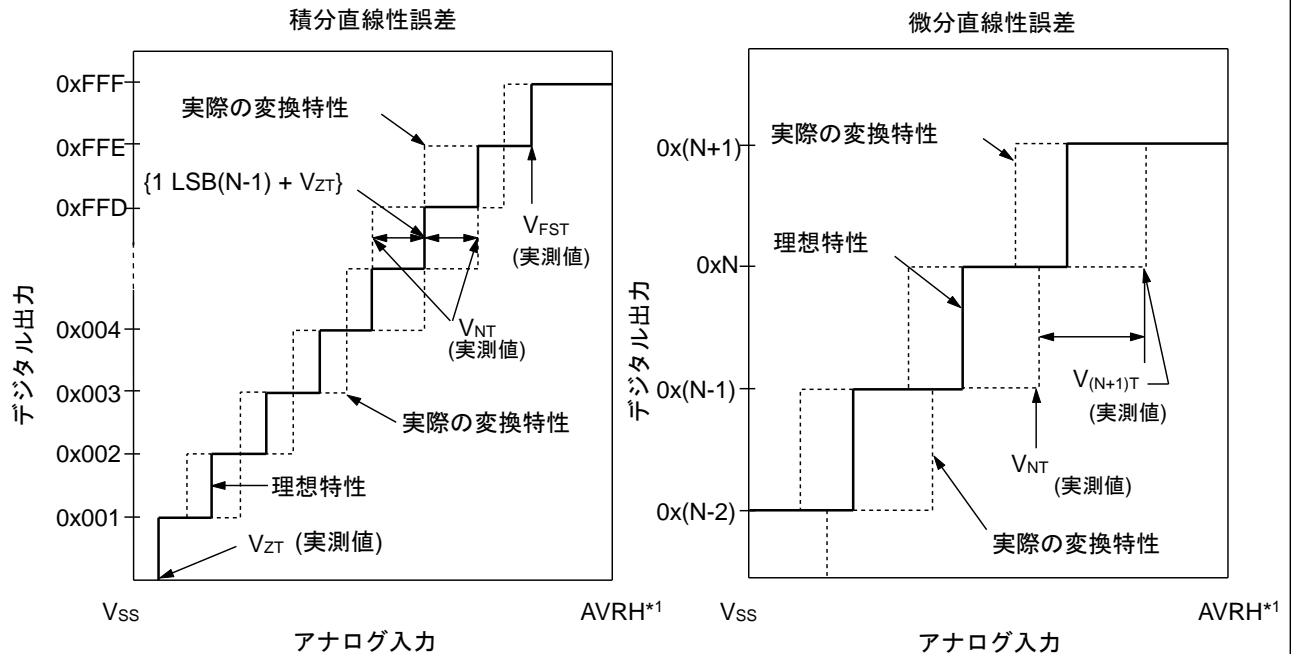 積分直線性誤差
0xFFF
実際の変換特性
0xFFE
{1 LSB(N-1) + VZT}
0xFFD
VFST
(実測値)
デジタル出力
0x004
VNT
(実測値)
0x003
実際の変換特性
0x002
理想特性
0x001
VZT (実測値)
VSS
AVRH*1
アナログ入力
微分直線性誤差
実際の変換特性
0x(N+1)
理想特性
0xN
デジタル出力
V(N+1)T
(実測値)
0x(N-1)
VNT
(実測値)
0x(N-2)
実際の変換特性
VSS
AVRH*1
アナログ入力